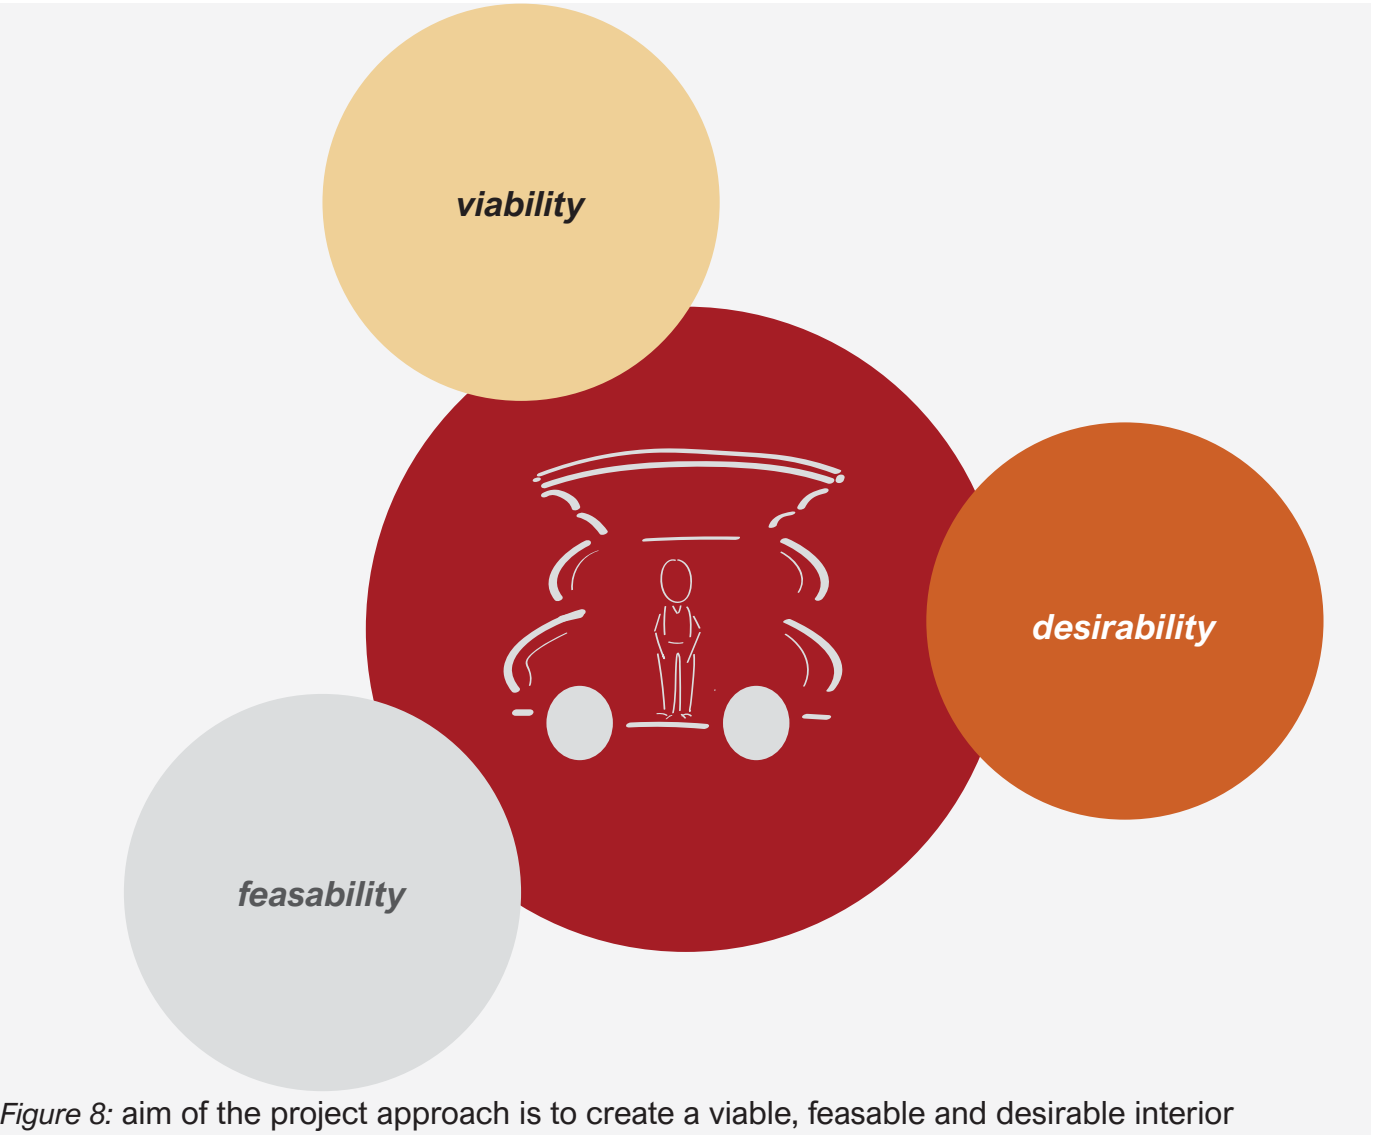 viability
desirability
feasability
Figure 8: aim of the project approach is to create a viable, feasable and desirable interior